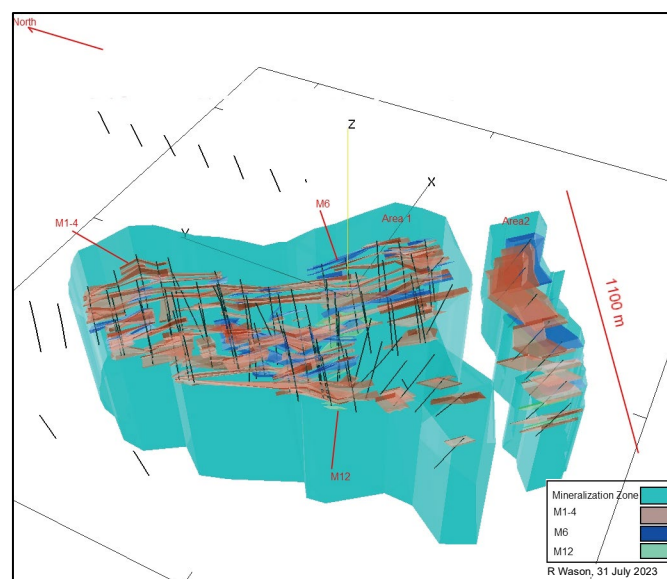 North
Z
M6
X
Area 1
Area2
M1-4
Y
1100 m
M12
Mineralization Zone
M1-4
M6
M12
R Wason, 31 July 2023